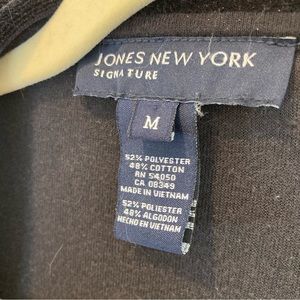 JONES NEW YORK
SIGNATURE
M
52% POLYESTER
48% COTTON
RN 54050
CA 08349
MADE IN VIETNAM
52% POLIESTER
48% ALGODON
HECHO EN VIETNAM